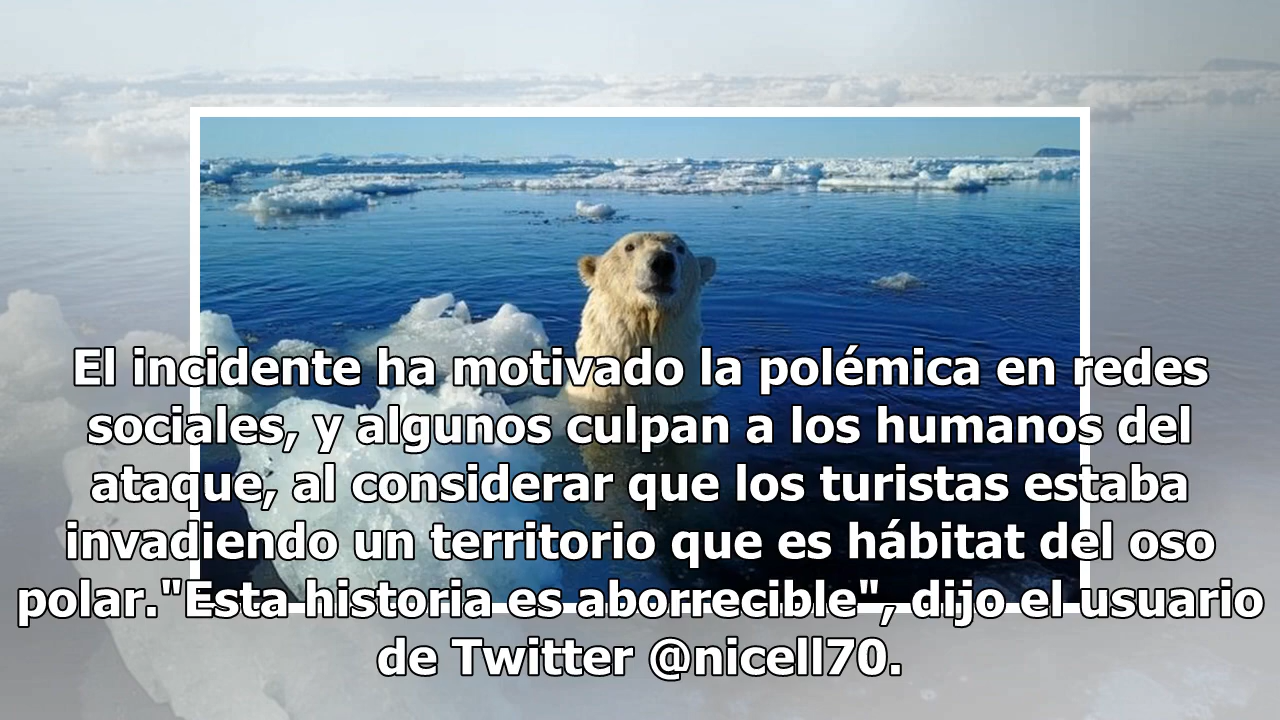 El incidente ha motivado la polémica en redes
sociales, y algunos culpan a los humanos del
ataque, al considerar que los turistas estaba
invadiendo un territorio que es hábitat del oso
polar."Esta historia es aborrecible", dijo el usuario
de Twitter @nicell70.